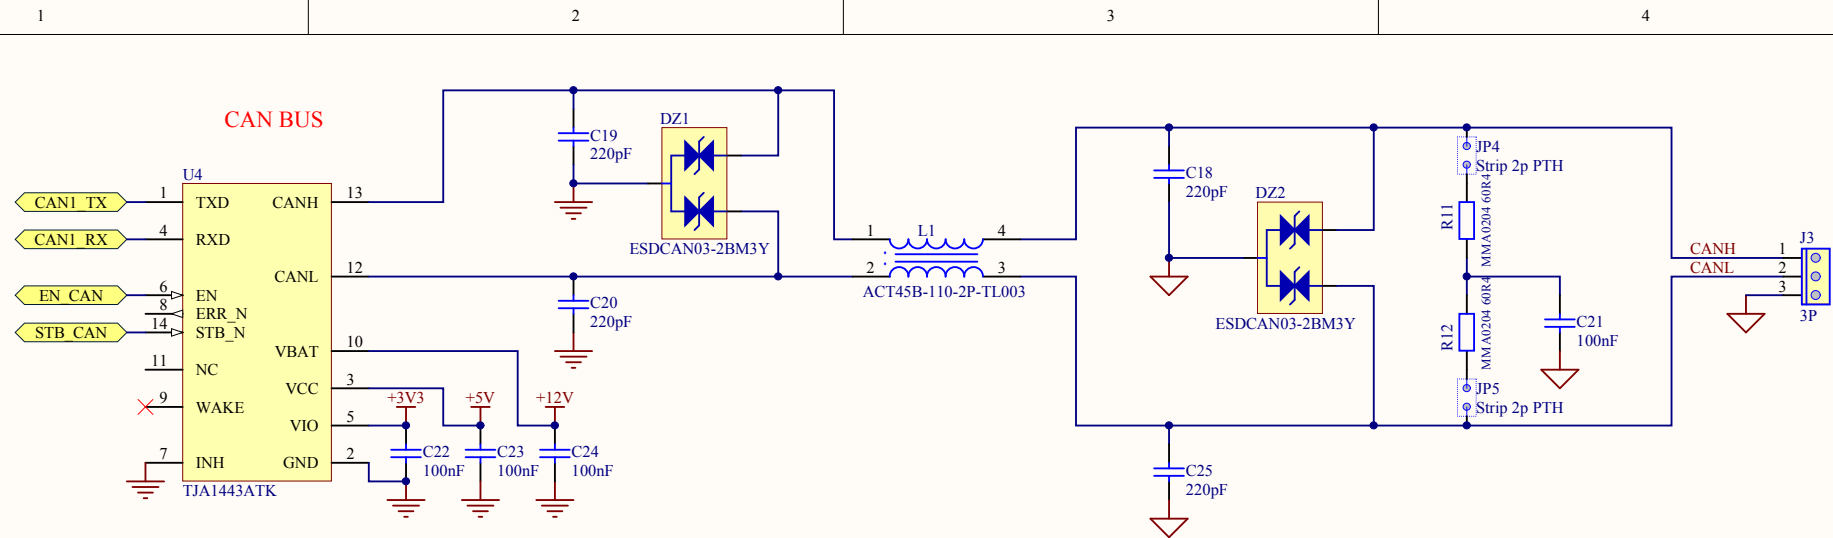 1 2 3 4
CAN BUS
U4
CAN1_TX 1 TXD CANH 13
CAN1_RX 4 RXD
CANL 12
EN_CAN 6 EN
8 ERR_N
STB_CAN 14 STB_N
VBAT 10
11 NC
VCC 3
9 WAKE
VIO 5
7 INH GND 2
TJA1443ATK
+3V3 +5V +12V
C22
100nF
C23
100nF
C24
100nF
C19
220pF
DZ1
ESDCAN03-2BM3Y
C20
220pF
1 L1 4
2 3
ACT45B-110-2P-TL003
C18
220pF
DZ2
ESDCAN03-2BM3Y
C25
220pF
JP4
Strip 2p PTH
R11
MMA0204 60R4
R12
MMA0204 60R4
JP5
Strip 2p PTH
C21
100nF
J3
CANH 1
CANL 2
3
3P